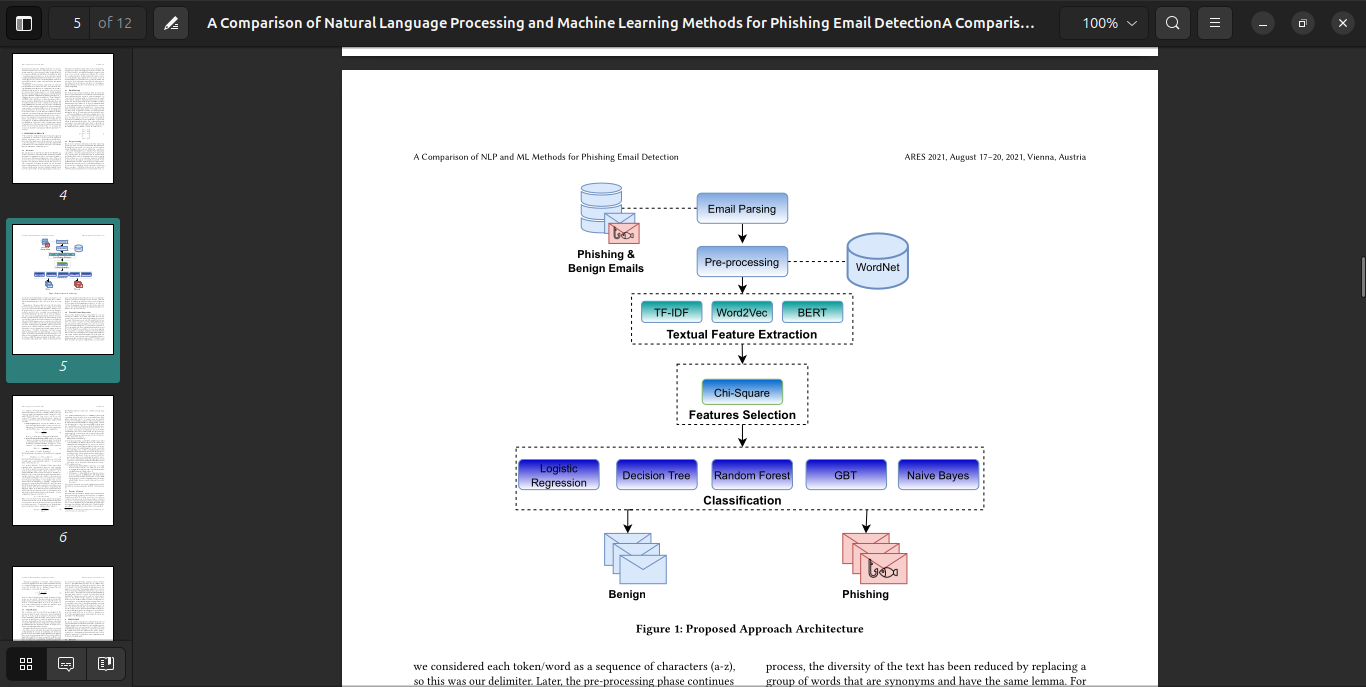 5 of 12
A Comparison of Natural Language Processing and Machine Learning Methods for Phishing Email DetectionA Comparis…
100%
4
5
6
A Comparison of NLP and ML Methods for Phishing Email Detection
ARES 2021, August 17–20, 2021, Vienna, Austria
Email Parsing
Phishing &
Benign Emails
Pre-processing
WordNet
TF-IDF
Word2Vec
BERT
Textual Feature Extraction
Chi-Square
Features Selection
Logistic
Regression
Decision Tree
Random Forest
GBT
Naive Bayes
Classification
Benign
Phishing
Figure 1: Proposed Approach Architecture
we considered each token/word as a sequence of characters (a-z),
so this was our delimiter. Later, the pre-processing phase continues
process, the diversity of the text has been reduced by replacing a
group of words that are synonyms and have the same lemma. For